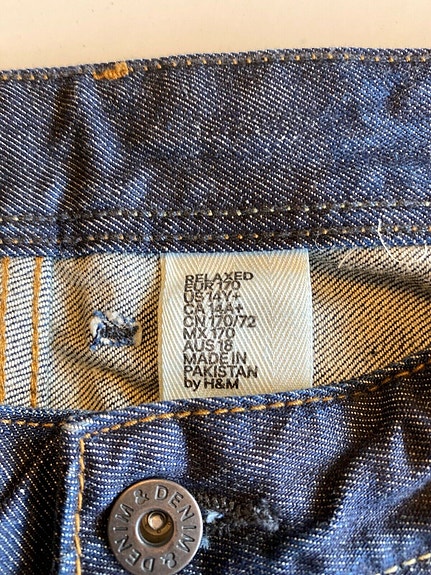 RELAXED
EUR 170
US 14Y+
CA 14A+
CN 170/72
MX 170
AUS 18
MADE IN
PAKISTAN
by H&M
& DENIM & DENIM